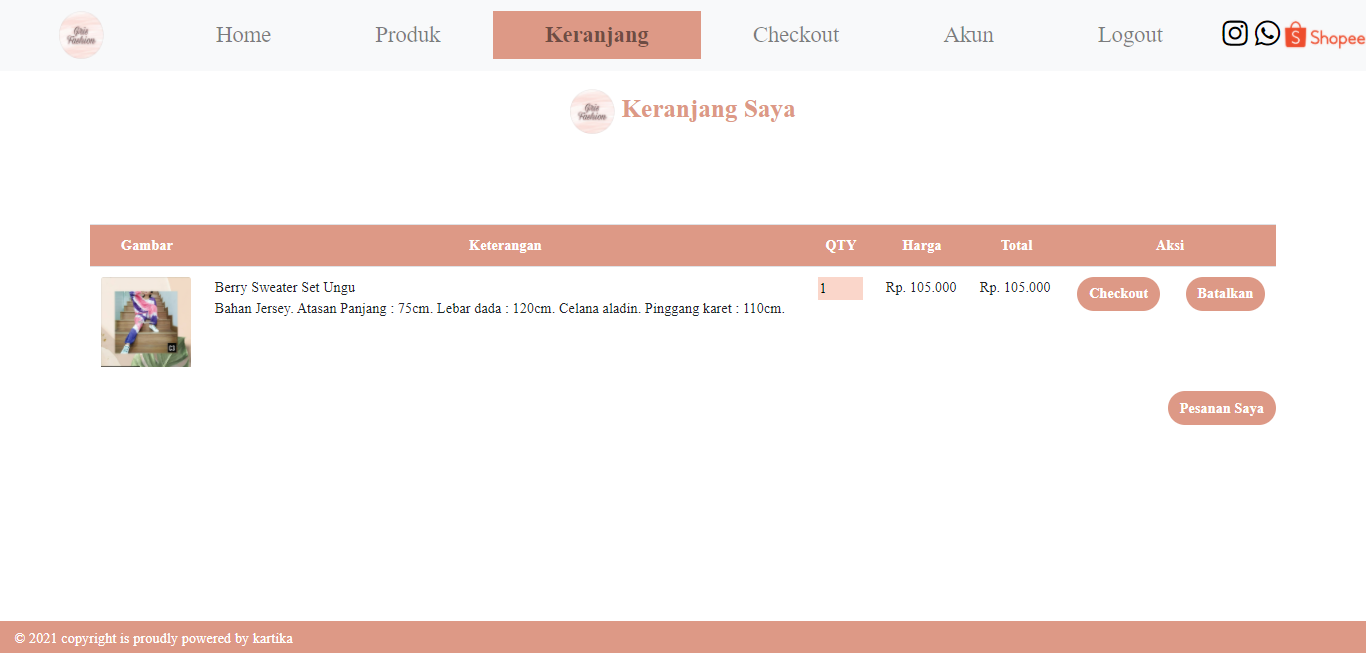 Gris Fashion
Home Produk Keranjang Checkout Akun Logout
S Shopee
Gris Fashion
Keranjang Saya
Gambar Keterangan QTY Harga Total Aksi
Berry Sweater Set Ungu 1 Rp. 105.000 Rp. 105.000 Checkout Batalkan
Bahan Jersey. Atasan Panjang : 75cm. Lebar dada : 120cm. Celana aladin. Pinggang karet : 110cm.
Pesanan Saya
© 2021 copyright is proudly powered by kartika